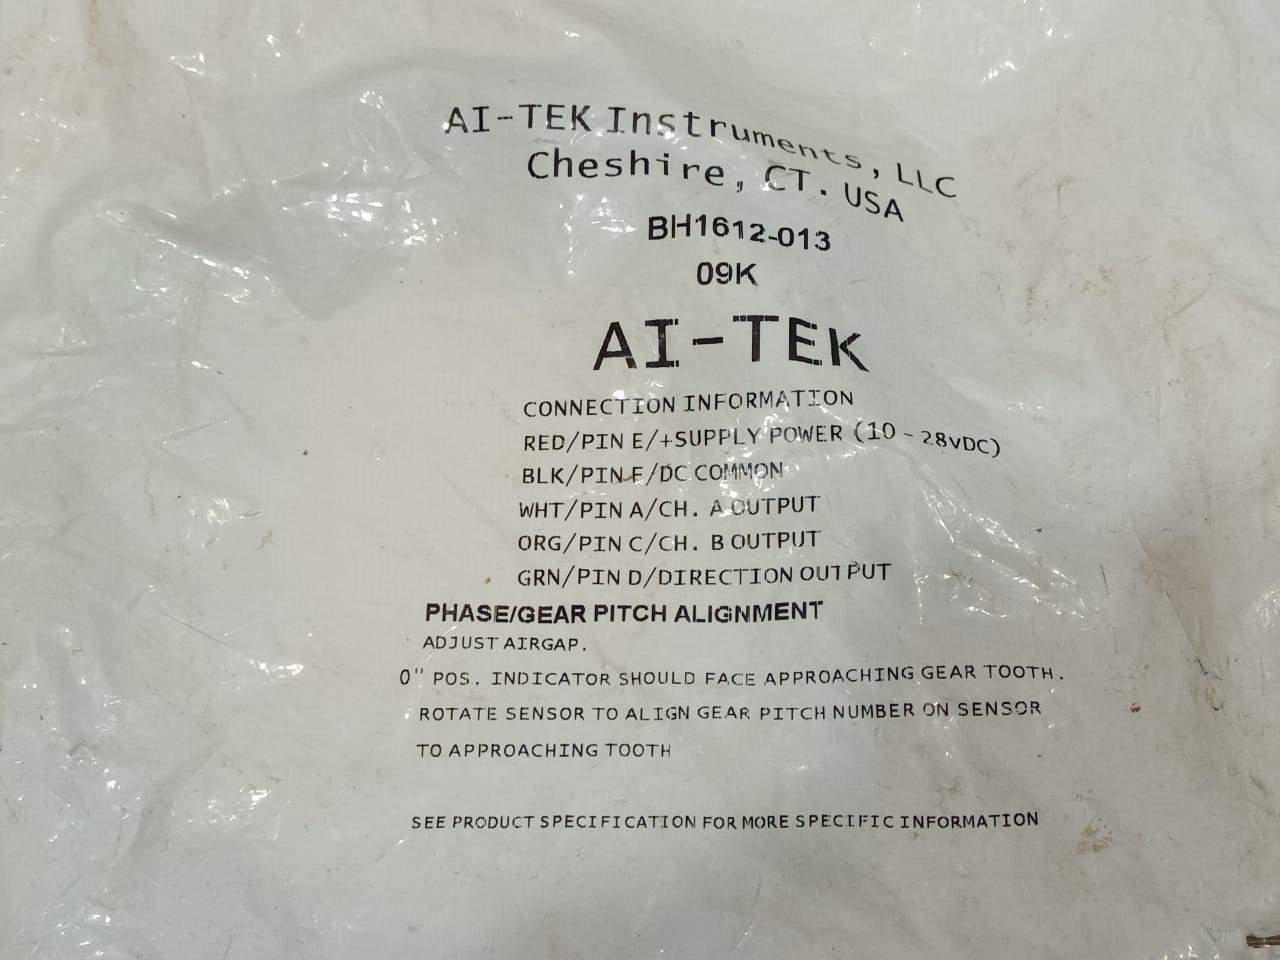 AI-TEK Instruments, LLC
Cheshire, CT. USA
BH1612-013
09K
AI-TEK
CONNECTION INFORMATION
RED/PIN E/+SUPPLY POWER (10 - 28VDC)
BLK/PIN F/DC COMMON
WHT/PIN A/CH. A OUTPUT
ORG/PIN C/CH. B OUTPUT
GRN/PIN D/DIRECTION OUTPUT
PHASE/GEAR PITCH ALIGNMENT
ADJUST AIRGAP.
0" POS. INDICATOR SHOULD FACE APPROACHING GEAR TOOTH.
ROTATE SENSOR TO ALIGN GEAR PITCH NUMBER ON SENSOR
TO APPROACHING TOOTH
SEE PRODUCT SPECIFICATION FOR MORE SPECIFIC INFORMATION